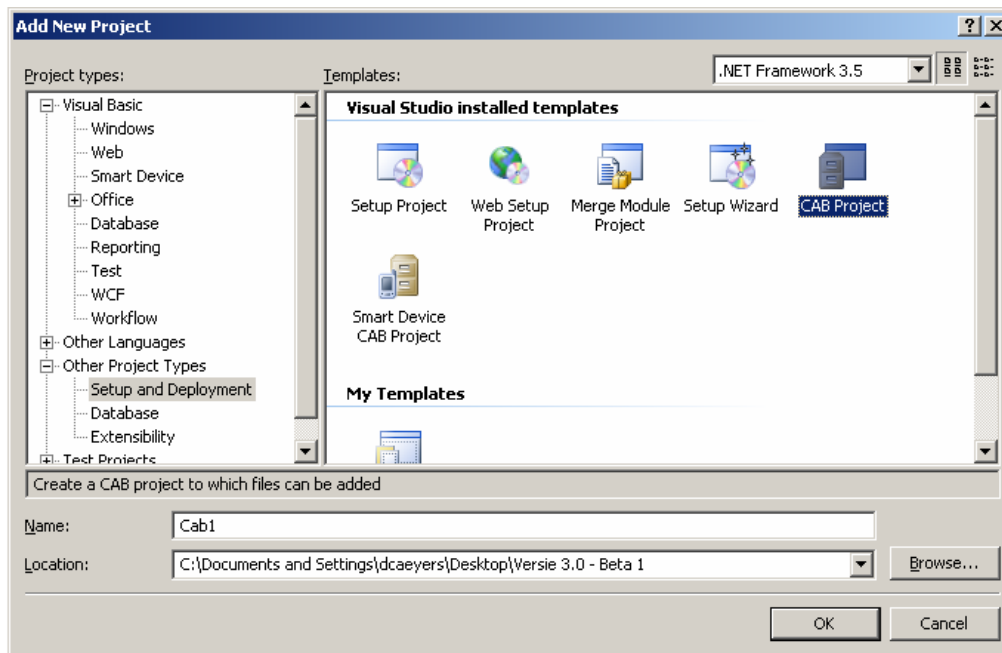 Add New Project
Project types:
Templates:
.NET Framework 3.5
Visual Basic
Windows
Web
Smart Device
Office
Database
Reporting
Test
WCF
Workflow
Other Languages
Other Project Types
Setup and Deployment
Database
Extensibility
Test Projects
Visual Studio installed templates
Setup Project
Web Setup
Project
Merge Module
Project
Setup Wizard
CAB Project
Smart Device
CAB Project
My Templates
Create a CAB project to which files can be added
Name:
Cab1
Location:
C:\Documents and Settings\dcaeyers\Desktop\Versie 3.0 - Beta 1
Browse...
OK
Cancel